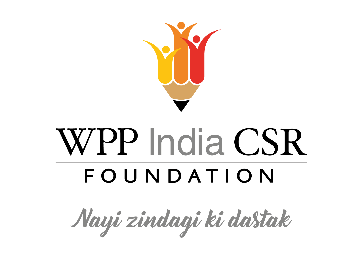 WPP India CSR
FOUNDATION
Nayi zindagi ki dastak